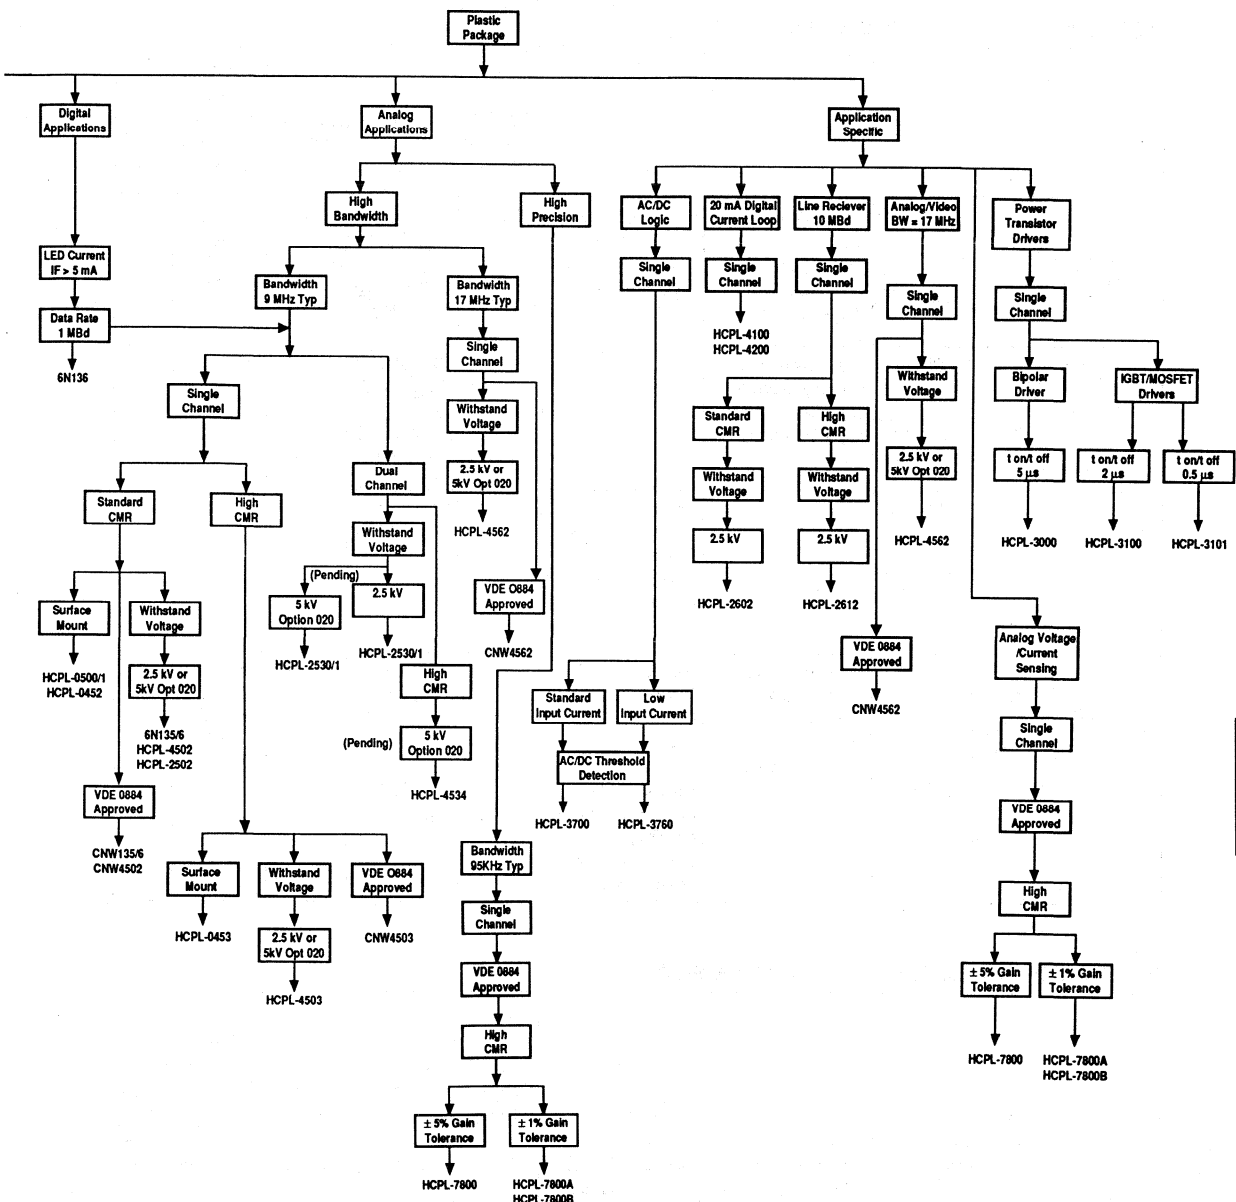 Plastic
Package
Digital
Applications
Analog
Applications
Application
Specific
High
Bandwidth
High
Precision
AC/DC
Logic
20 mA Digital
Current Loop
Line Reciever
10 MBd
Analog/Video
BW = 17 MHz
Power
Transistor
Drivers
LED Current
IF > 5 mA
Bandwidth
9 MHz Typ
Bandwidth
17 MHz Typ
Single
Channel
Single
Channel
Single
Channel
Single
Channel
Single
Channel
Data Rate
1 MBd
6N136
Single
Channel
HCPL-4100
HCPL-4200
Single
Channel
Withstand
Voltage
Withstand
Voltage
Bipolar
Driver
IGBT/MOSFET
Drivers
Standard
CMR
High
CMR
Dual
Channel
2.5 kV or
5kV Opt 020
Withstand
Voltage
Withstand
Voltage
2.5 kV or
5kV Opt 020
t on/t off
5 µs
t on/t off
2 µs
t on/t off
0.5 µs
Standard
CMR
High
CMR
Withstand
Voltage
HCPL-4562
2.5 kV
2.5 kV
HCPL-4562
HCPL-3000
HCPL-3100
HCPL-3101
(Pending)
5 kV
Option 020
2.5 kV
VDE O884
Approved
HCPL-2602
HCPL-2612
Surface
Mount
Withstand
Voltage
HCPL-2530/1
HCPL-2530/1
CNW4562
VDE 0884
Approved
Analog Voltage
/Current
Sensing
HCPL-0500/1
HCPL-0452
2.5 kV or
5kV Opt 020
High
CMR
Standard
Input Current
Low
Input Current
CNW4562
6N135/6
HCPL-4502
HCPL-2502
(Pending)
5 kV
Option 020
AC/DC Threshold
Detection
Single
Channel
VDE 0884
Approved
HCPL-4534
HCPL-3700
HCPL-3760
VDE 0884
Approved
CNW135/6
CNW4502
Surface
Mount
Withstand
Voltage
VDE O884
Approved
Bandwidth
95KHz Typ
High
CMR
HCPL-0453
2.5 kV or
5kV Opt 020
CNW4503
Single
Channel
HCPL-4503
VDE 0884
Approved
± 5% Gain
Tolerance
± 1% Gain
Tolerance
High
CMR
HCPL-7800
HCPL-7800A
HCPL-7800B
± 5% Gain
Tolerance
± 1% Gain
Tolerance
HCPL-7800
HCPL-7800A
HCPL-7800B